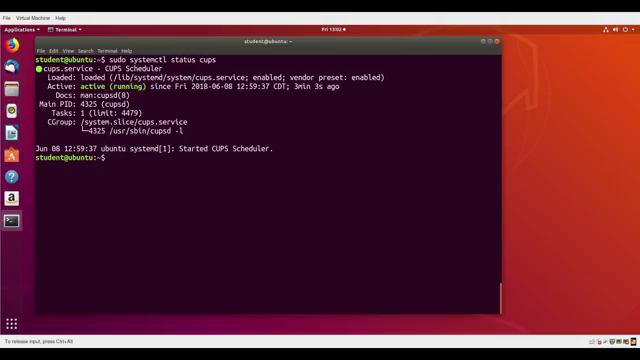 File Virtual Machine Help
Applications Terminal Fri 13:02
student@ubuntu: ~
File Edit View Search Terminal Help
student@ubuntu:~$ sudo systemctl status cups
cups.service - CUPS Scheduler
Loaded: loaded (/lib/systemd/system/cups.service; enabled; vendor preset: enabled)
Active: active (running) since Fri 2018-06-08 12:59:37 CDT; 3min 3s ago
Docs: man:cupsd(8)
Main PID: 4325 (cupsd)
Tasks: 1 (limit: 4479)
CGroup: /system.slice/cups.service
└─4325 /usr/sbin/cupsd -l
Jun 08 12:59:37 ubuntu systemd[1]: Started CUPS Scheduler.
student@ubuntu:~$
To release input, press Ctrl+Alt